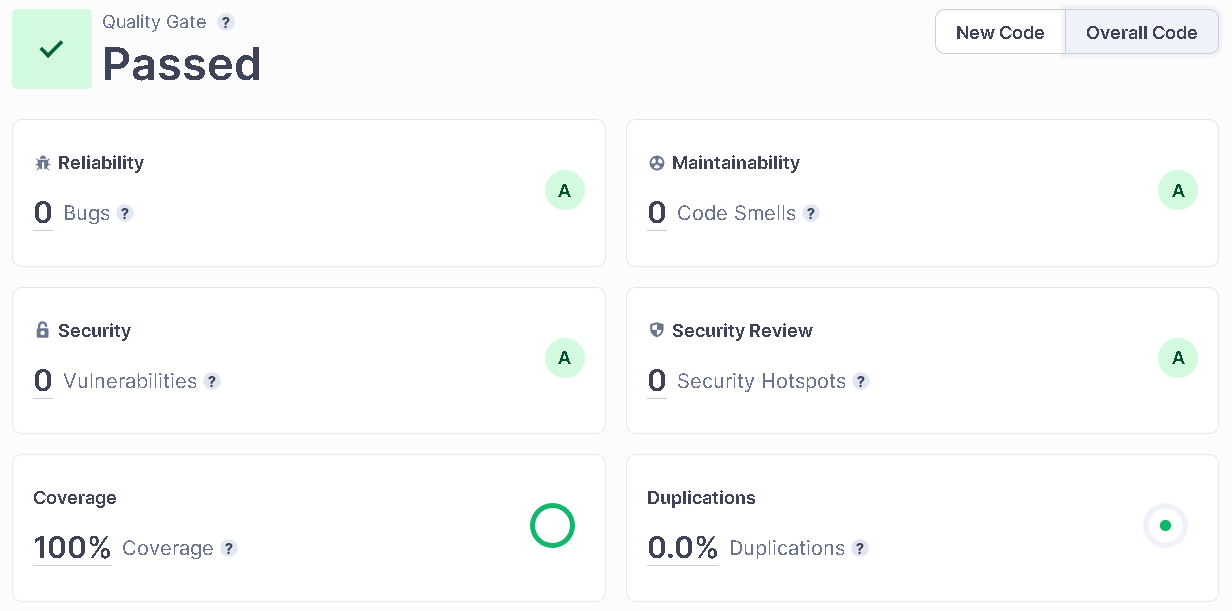 Quality Gate ?
Passed
New Code Overall Code
Reliability
0 Bugs ?
A
Maintainability
0 Code Smells ?
A
Security
0 Vulnerabilities ?
A
Security Review
0 Security Hotspots ?
A
Coverage
100% Coverage ?
Duplications
0.0% Duplications ?